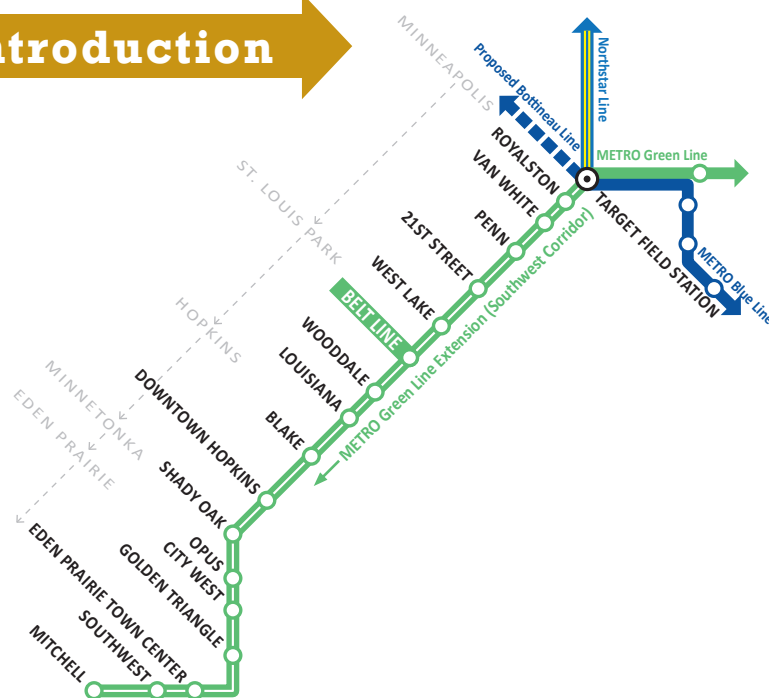 ntroduction
MINNEAPOLIS
ST. LOUIS PARK
HOPKINS
MINNETONKA
EDEN PRAIRIE
Northstar Line
Proposed Bottineau Line
METRO Green Line
METRO Blue Line
TARGET FIELD STATION
ROYALSTON
VAN WHITE
PENN
21ST STREET
WEST LAKE
BELT LINE
WOODDALE
LOUISIANA
BLAKE
DOWNTOWN HOPKINS
SHADY OAK
OPUS
CITY WEST
GOLDEN TRIANGLE
EDEN PRAIRIE TOWN CENTER
SOUTHWEST
MITCHELL
METRO Green Line Extension (Southwest Corridor)